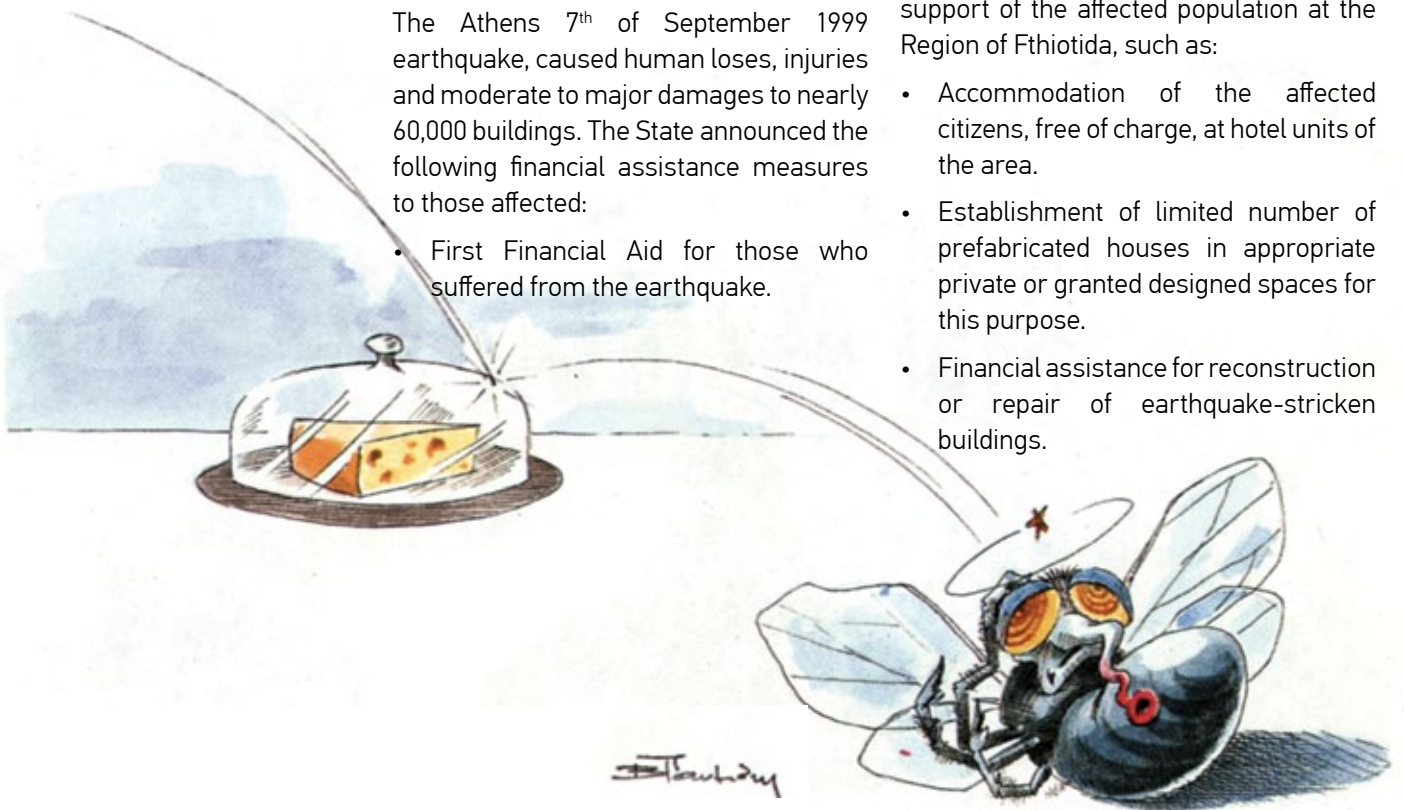 The Athens 7th of September 1999
earthquake, caused human loses, injuries
and moderate to major damages to nearly
60,000 buildings. The State announced the
following financial assistance measures
to those affected:
• First Financial Aid for those who
suffered from the earthquake.
support of the affected population at the
Region of Fthiotida, such as:
• Accommodation of the affected
citizens, free of charge, at hotel units of
the area.
• Establishment of limited number of
prefabricated houses in appropriate
private or granted designed spaces for
this purpose.
• Financial assistance for reconstruction
or repair of earthquake-stricken
buildings.